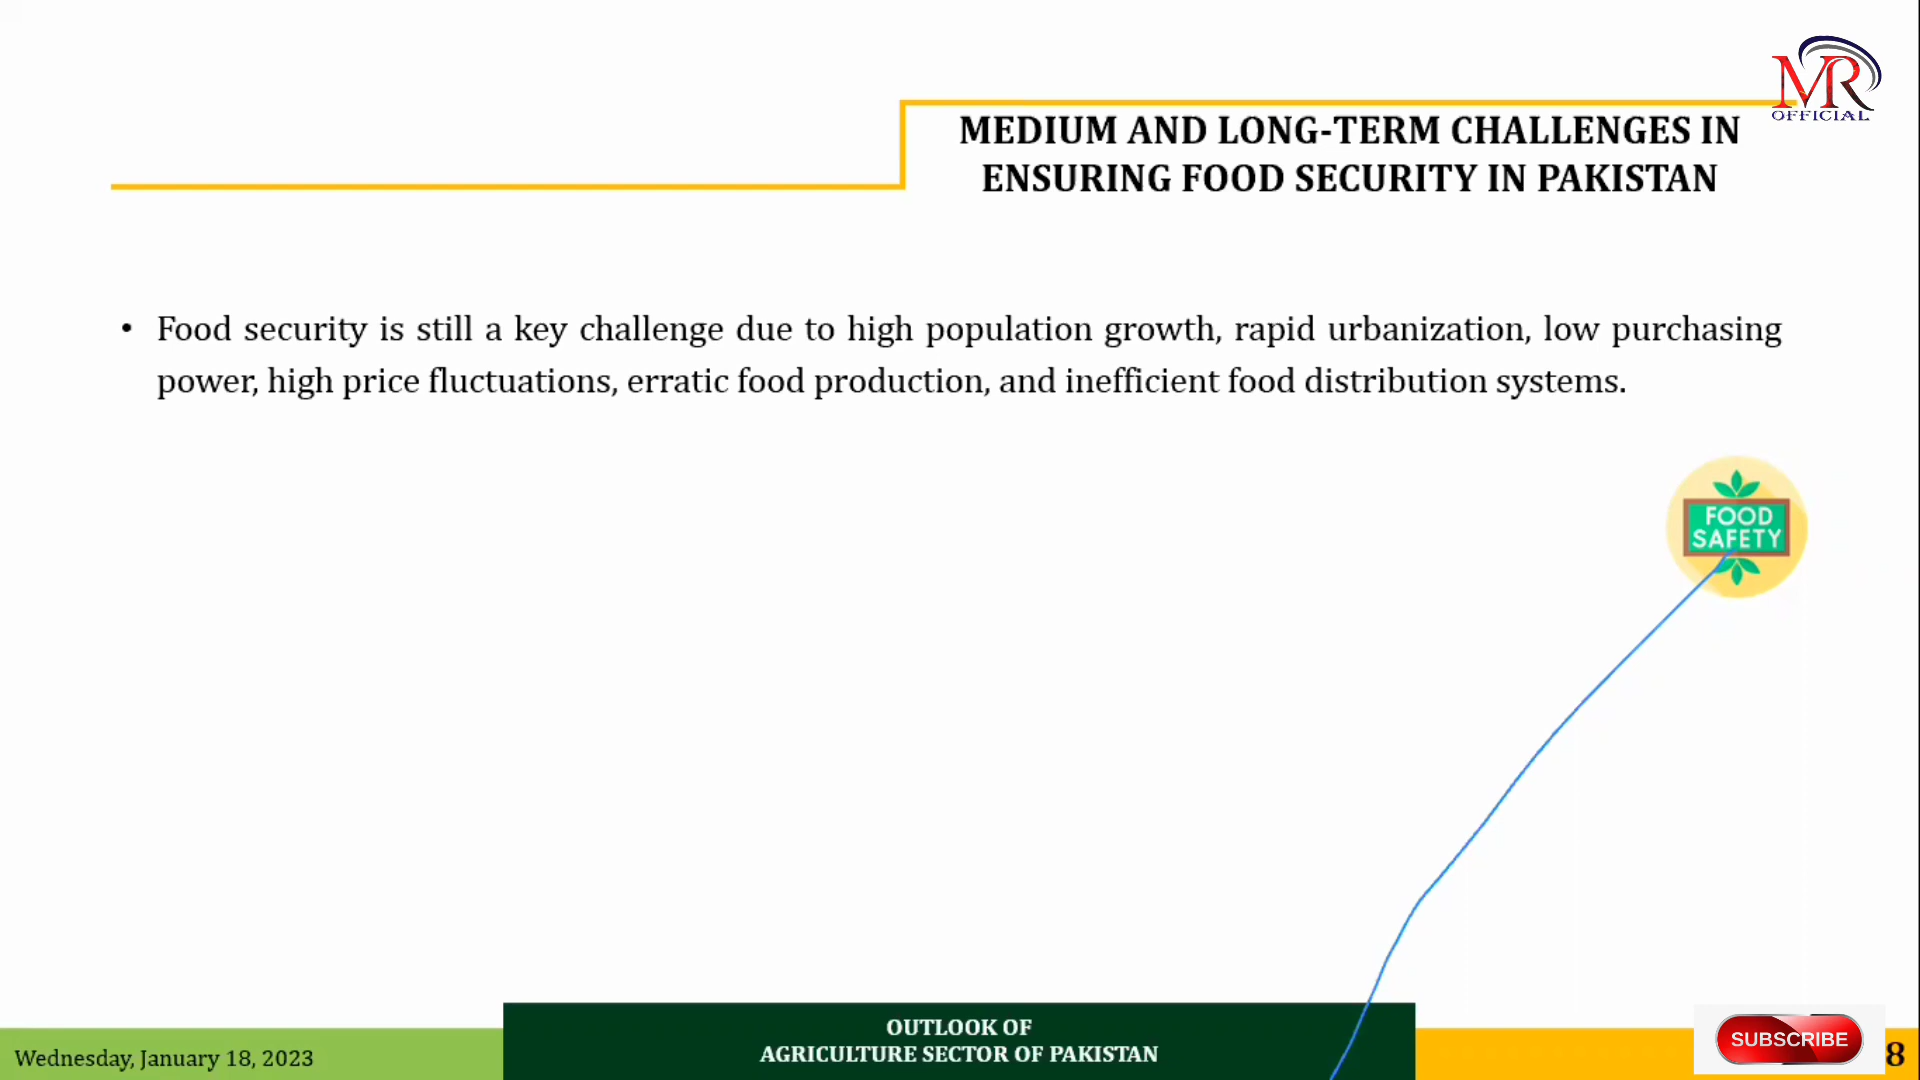 MR
OFFICIAL
MEDIUM AND LONG-TERM CHALLENGES IN
ENSURING FOOD SECURITY IN PAKISTAN
• Food security is still a key challenge due to high population growth, rapid urbanization, low purchasing
power, high price fluctuations, erratic food production, and inefficient food distribution systems.
FOOD
SAFETY
Wednesday, January 18, 2023
OUTLOOK OF
AGRICULTURE SECTOR OF PAKISTAN
SUBSCRIBE
8